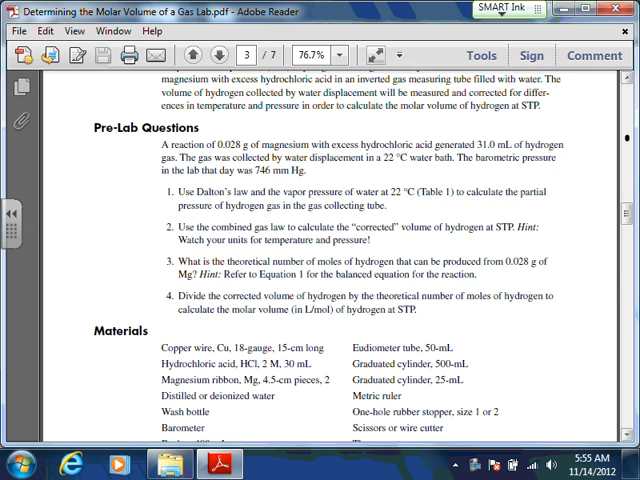 Determining the Molar Volume of a Gas Lab.pdf - Adobe Reader
SMART Ink
File Edit View Window Help
3 / 7 76.7% Tools Sign Comment
magnesium with excess hydrochloric acid in an inverted gas measuring tube filled with water. The
volume of hydrogen collected by water displacement will be measured and corrected for differ-
ences in temperature and pressure in order to calculate the molar volume of hydrogen at STP.
Pre-Lab Questions
A reaction of 0.028 g of magnesium with excess hydrochloric acid generated 31.0 mL of hydrogen
gas. The gas was collected by water displacement in a 22 °C water bath. The barometric pressure
in the lab that day was 746 mm Hg.
1. Use Dalton's law and the vapor pressure of water at 22 °C (Table 1) to calculate the partial
pressure of hydrogen gas in the gas collecting tube.
2. Use the combined gas law to calculate the “corrected” volume of hydrogen at STP. Hint:
Watch your units for temperature and pressure!
3. What is the theoretical number of moles of hydrogen that can be produced from 0.028 g of
Mg? Hint: Refer to Equation 1 for the balanced equation for the reaction.
4. Divide the corrected volume of hydrogen by the theoretical number of moles of hydrogen to
calculate the molar volume (in L/mol) of hydrogen at STP.
Materials
Copper wire, Cu, 18-gauge, 15-cm long Eudiometer tube, 50-mL
Hydrochloric acid, HCl, 2 M, 30 mL Graduated cylinder, 500-mL
Magnesium ribbon, Mg, 4.5-cm pieces, 2 Graduated cylinder, 25-mL
Distilled or deionized water Metric ruler
Wash bottle One-hole rubber stopper, size 1 or 2
Barometer Scissors or wire cutter
5:55 AM
11/14/2012